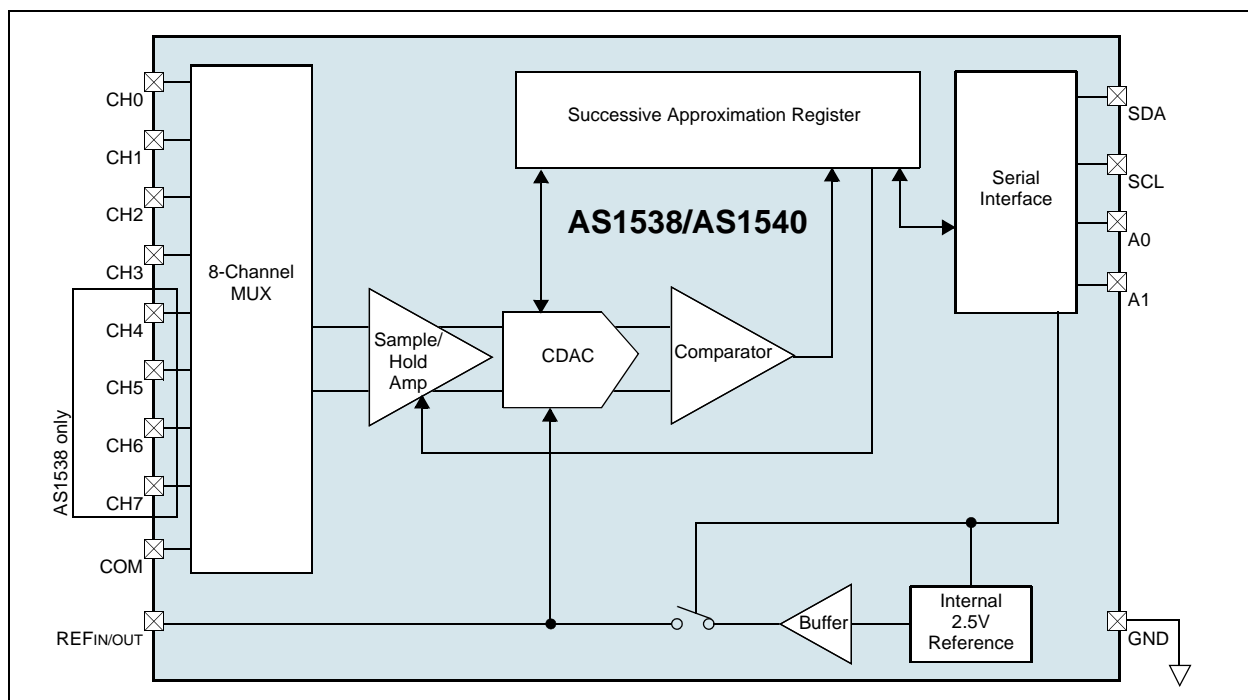 CH0
CH1
CH2
CH3
CH4
CH5
CH6
CH7
AS1538 only
COM
REFIN/OUT
8-Channel
MUX
Successive Approximation Register
AS1538/AS1540
Sample/
Hold
Amp
CDAC
Comparator
Serial
Interface
SDA
SCL
A0
A1
Buffer
Internal
2.5V
Reference
GND